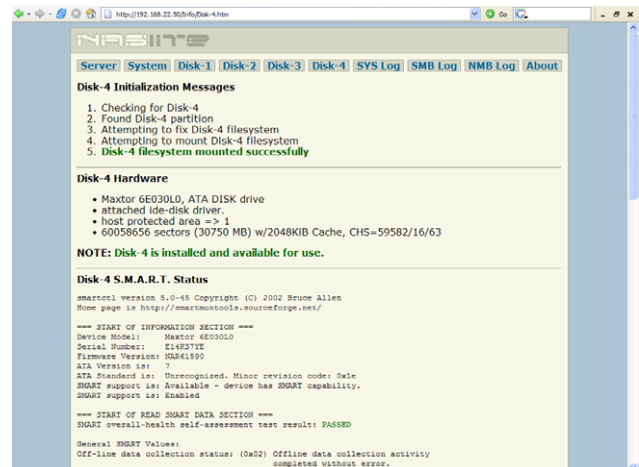 http://192.168.22.50/Info/Disk-4.htm
Go
NASlite
Server System Disk-1 Disk-2 Disk-3 Disk-4 SYS Log SMB Log NMB Log About
Disk-4 Initialization Messages
1. Checking for Disk-4
2. Found Disk-4 partition
3. Attempting to fix Disk-4 filesystem
4. Attempting to mount Disk-4 filesystem
5. Disk-4 filesystem mounted successfully
Disk-4 Hardware
• Maxtor 6E030L0, ATA DISK drive
• attached ide-disk driver.
• host protected area => 1
• 60058656 sectors (30750 MB) w/2048KiB Cache, CHS=59582/16/63
NOTE: Disk-4 is installed and available for use.
Disk-4 S.M.A.R.T. Status
smartctl version 5.0-45 Copyright (C) 2002 Bruce Allen
Home page is http://smartmontools.sourceforge.net/
=== START OF INFORMATION SECTION ===
Device Model: Maxtor 6E030L0
Serial Number: E14KS7YE
Firmware Version: NAR61590
ATA Version is: 7
ATA Standard is: Unrecognized. Minor revision code: 0x1e
SMART support is: Available - device has SMART capability.
SMART support is: Enabled
=== START OF READ SMART DATA SECTION ===
SMART overall-health self-assessment test result: PASSED
General SMART Values:
Off-line data collection status: (0x02) Offline data collection activity
completed without error.